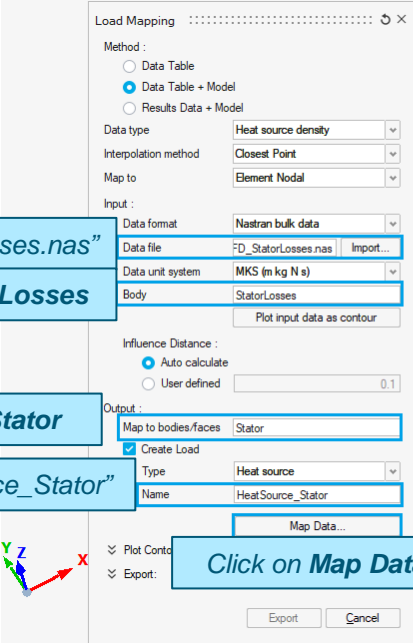 Load Mapping
Method :
Data Table
Data Table + Model
Results Data + Model
Data type Heat source density
Interpolation method Closest Point
Map to Element Nodal
Input :
Data format Nastran bulk data
ses.nas”
Data file FD_StatorLosses.nas Import...
Data unit system MKS (m kg N s)
Losses
Body StatorLosses
Plot input data as contour
Influence Distance :
Auto calculate
User defined 0.1
Output :
Stator
Map to bodies/faces Stator
Create Load
Type Heat source
ce_Stator”
Name HeatSource_Stator
Map Data...
Y Z X
Plot Conto
Click on Map Data
Export:
Export Cancel